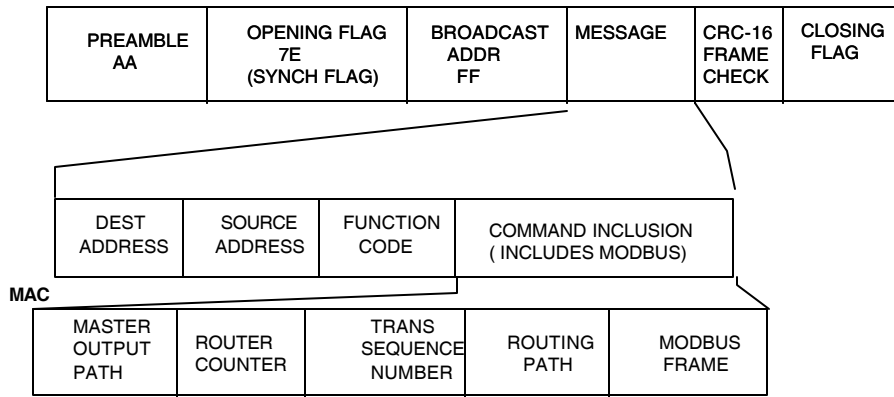 PREAMBLE
AA
OPENING FLAG
7E
(SYNCH FLAG)
BROADCAST
ADDR
FF
MESSAGE
CRC-16
FRAME
CHECK
CLOSING
FLAG
DEST
ADDRESS
SOURCE
ADDRESS
FUNCTION
CODE
COMMAND INCLUSION
( INCLUDES MODBUS)
MAC
MASTER
OUTPUT
PATH
ROUTER
COUNTER
TRANS
SEQUENCE
NUMBER
ROUTING
PATH
MODBUS
FRAME